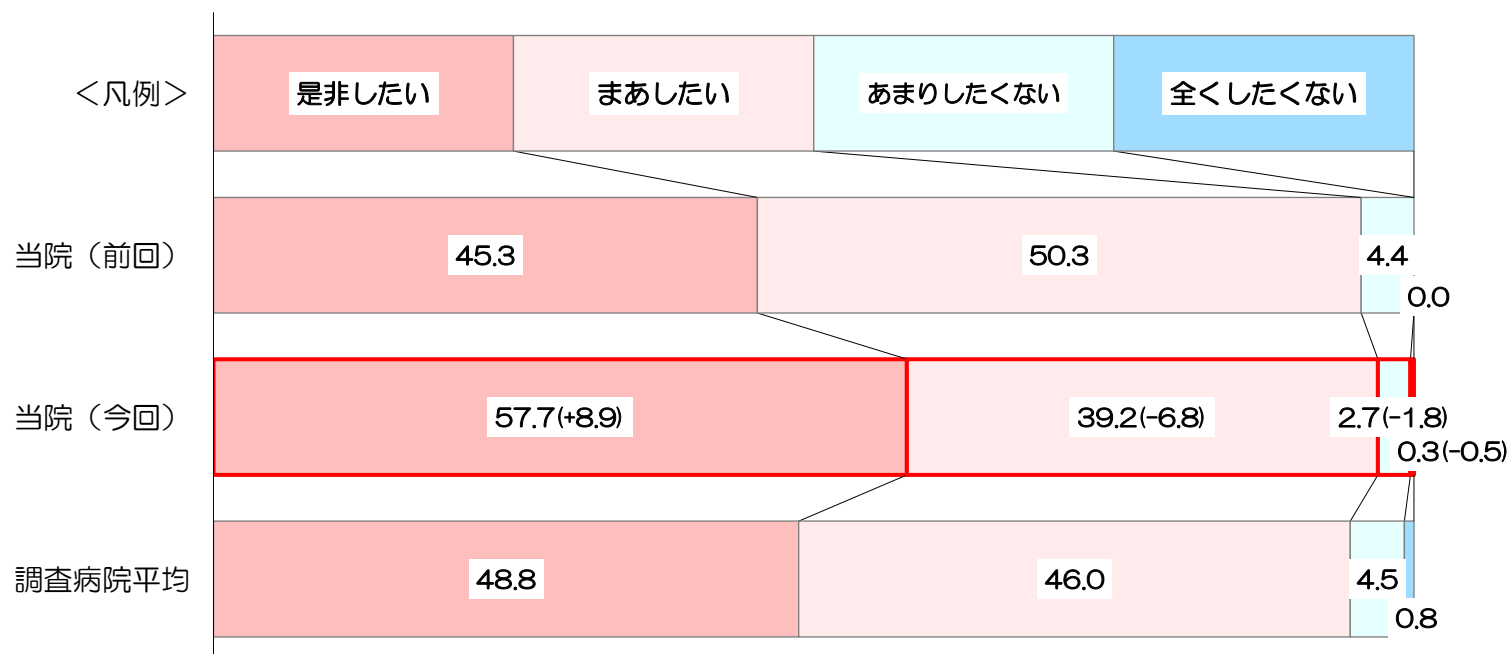 ＜凡例＞ 是非したい まあしたい あまりしたくない 全くしたくない
当院（前回） 45.3 50.3 4.4
0.0
当院（今回） 57.7(+8.9) 39.2(-6.8) 2.7(-1.8)
0.3(-0.5)
調査病院平均 48.8 46.0 4.5
0.8